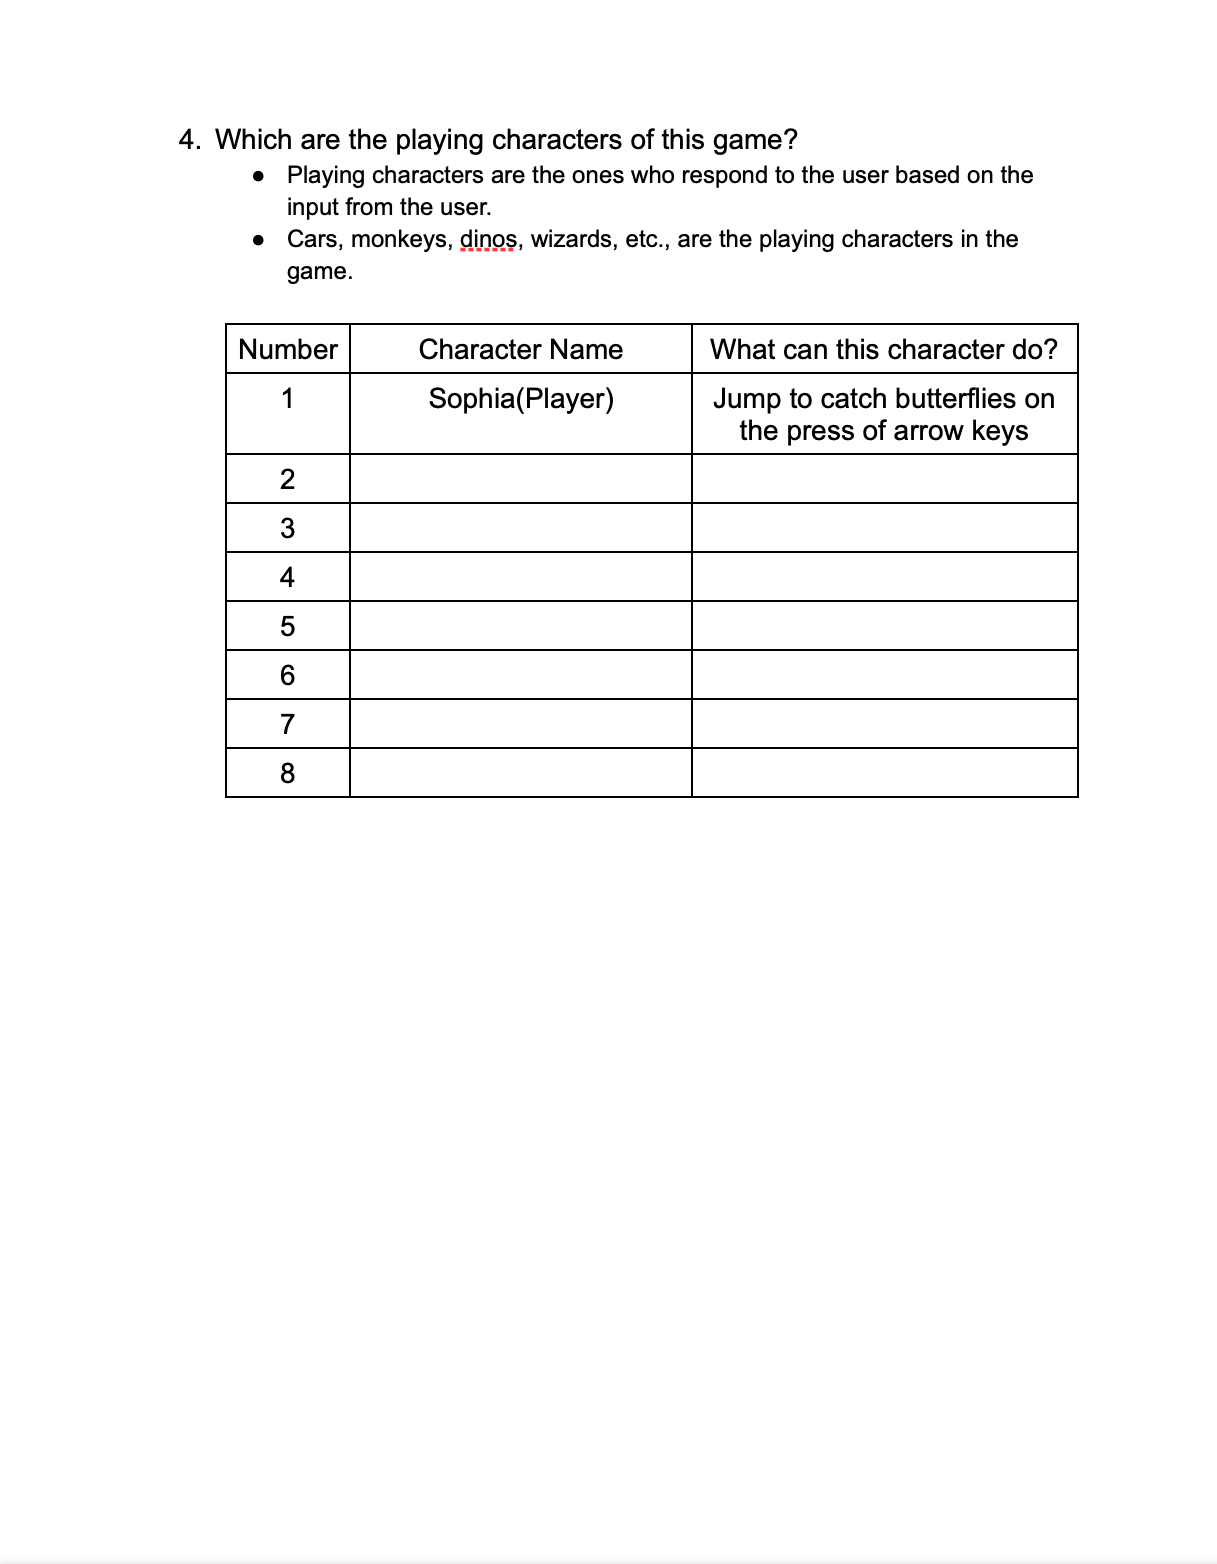 4. Which are the playing characters of this game?
● Playing characters are the ones who respond to the user based on the
input from the user.
● Cars, monkeys, dinos, wizards, etc., are the playing characters in the
game.
Number Character Name What can this character do?
1 Sophia(Player) Jump to catch butterflies on
the press of arrow keys
2
3
4
5
6
7
8